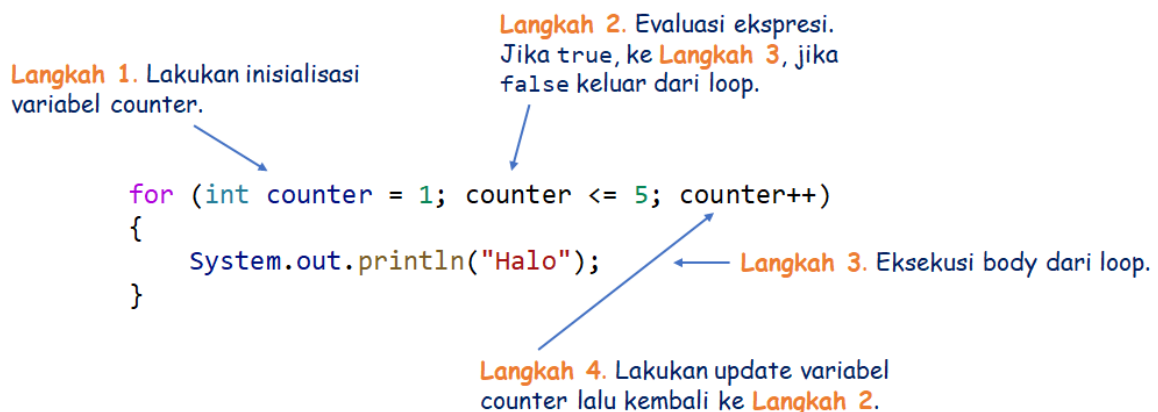 Langkah 2. Evaluasi ekspresi.
Jika true, ke Langkah 3, jika
false keluar dari loop.
Langkah 1. Lakukan inisialisasi
variabel counter.
for (int counter = 1; counter <= 5; counter++)
{
System.out.println("Halo");
Langkah 3. Eksekusi body dari loop.
}
Langkah 4. Lakukan update variabel
counter lalu kembali ke Langkah 2.